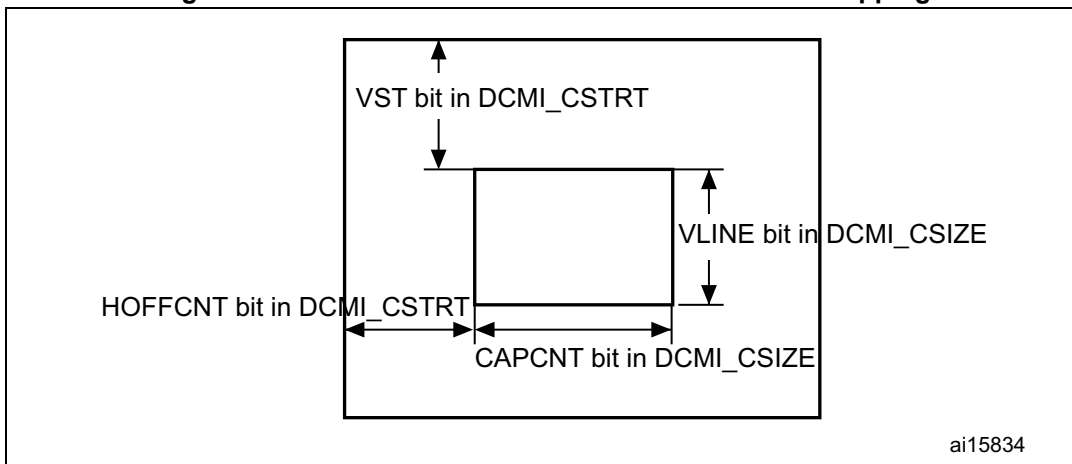 VST bit in DCMI_CSTRT
VLINE bit in DCMI_CSIZE
HOFFCNT bit in DCMI_CSTRT
CAPCNT bit in DCMI_CSIZE
ai15834